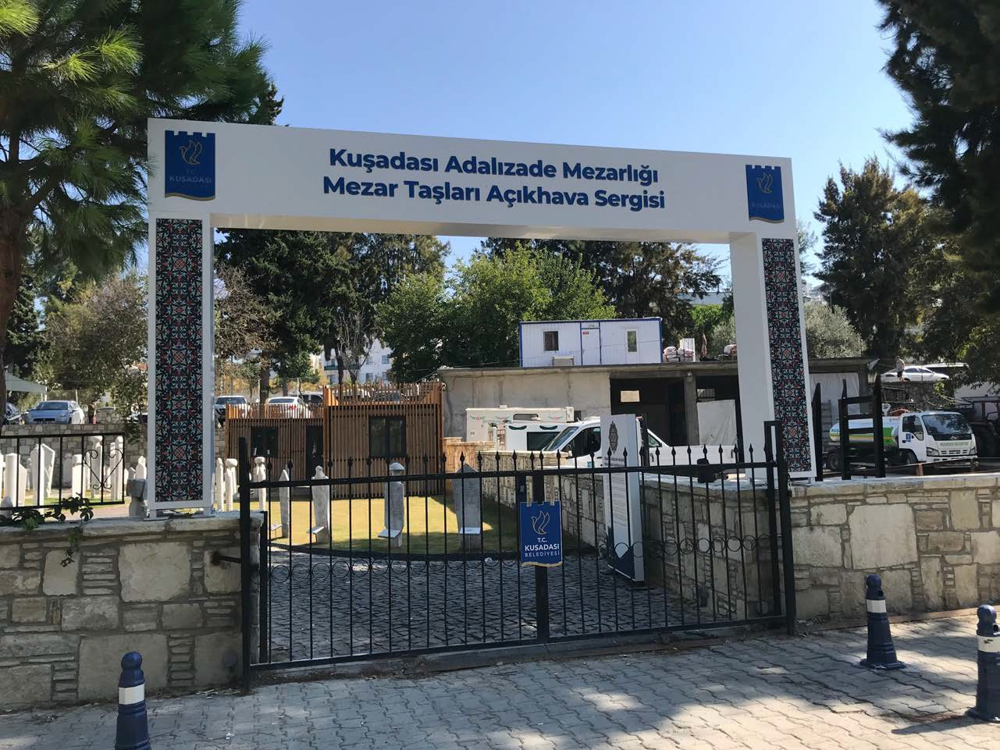 Kuşadası Adalızade Mezarlığı
Mezar Taşları Açıkhava Sergisi
T.C.
KUŞADASI
KUŞADASI
T.C.
KUŞADASI
BELEDİYESİ